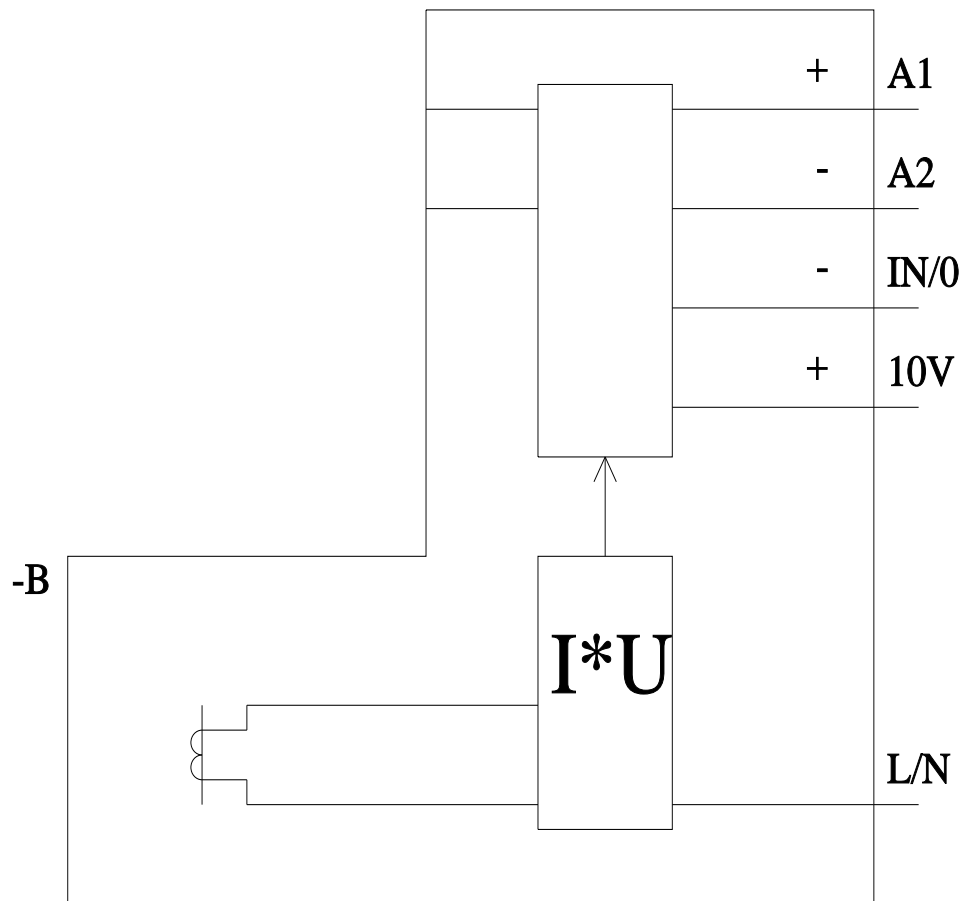 + A1
- A2
- IN/0
+ 10V
-B
I*U
L/N